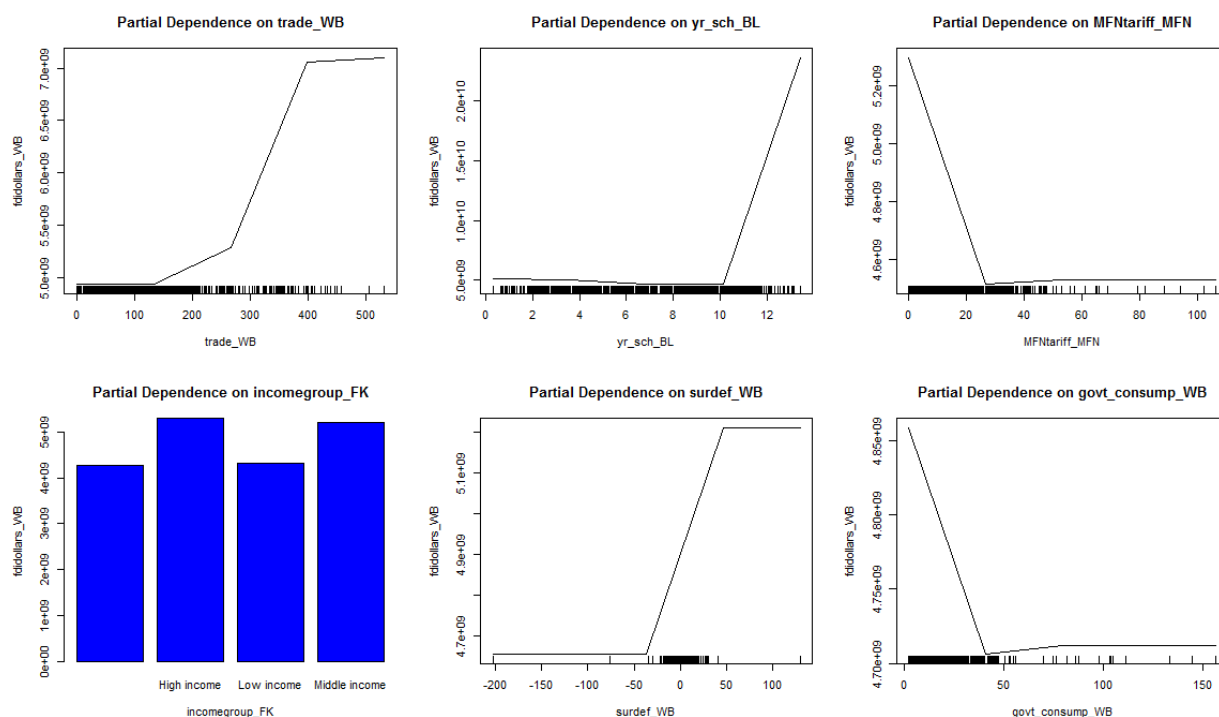 Partial Dependence on trade_WB
fdidollars_WB
5.0e+09 5.5e+09 6.0e+09 6.5e+09 7.0e+09
0 100 200 300 400 500
trade_WB
Partial Dependence on yr_sch_BL
fdidollars_WB
5.0e+09 1.0e+10 1.5e+10 2.0e+10
0 2 4 6 8 10 12
yr_sch_BL
Partial Dependence on MFNtariff_MFN
fdidollars_WB
4.6e+09 4.8e+09 5.0e+09 5.2e+09
0 20 40 60 80 100
MFNtariff_MFN
Partial Dependence on incomegroup_FK
fdidollars_WB
0e+00 1e+09 2e+09 3e+09 4e+09 5e+09
High income Low income Middle income
incomegroup_FK
Partial Dependence on surdef_WB
fdidollars_WB
4.7e+09 4.9e+09 5.1e+09
-200 -150 -100 -50 0 50 100
surdef_WB
Partial Dependence on govt_consump_WB
fdidollars_WB
4.70e+09 4.75e+09 4.80e+09 4.85e+09
0 50 100 150
govt_consump_WB